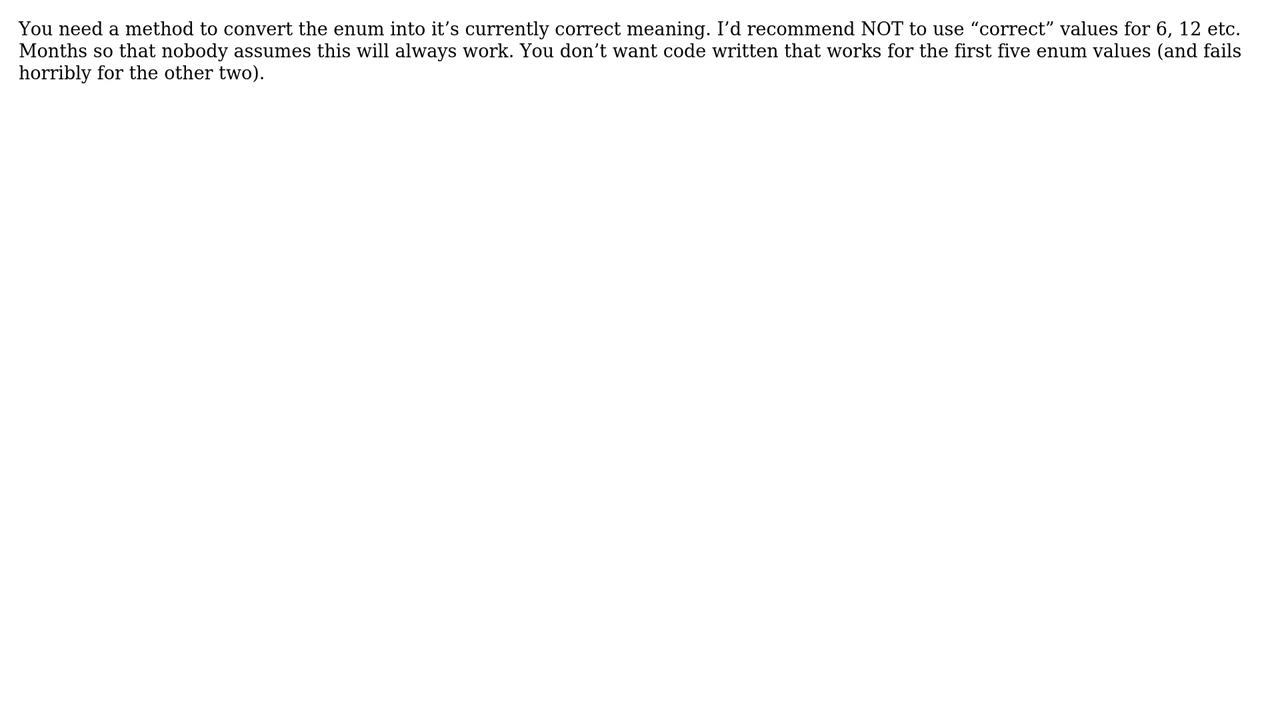 You need a method to convert the enum into it’s currently correct meaning. I’d recommend NOT to use “correct” values for 6, 12 etc.
Months so that nobody assumes this will always work. You don’t want code written that works for the first five enum values (and fails
horribly for the other two).